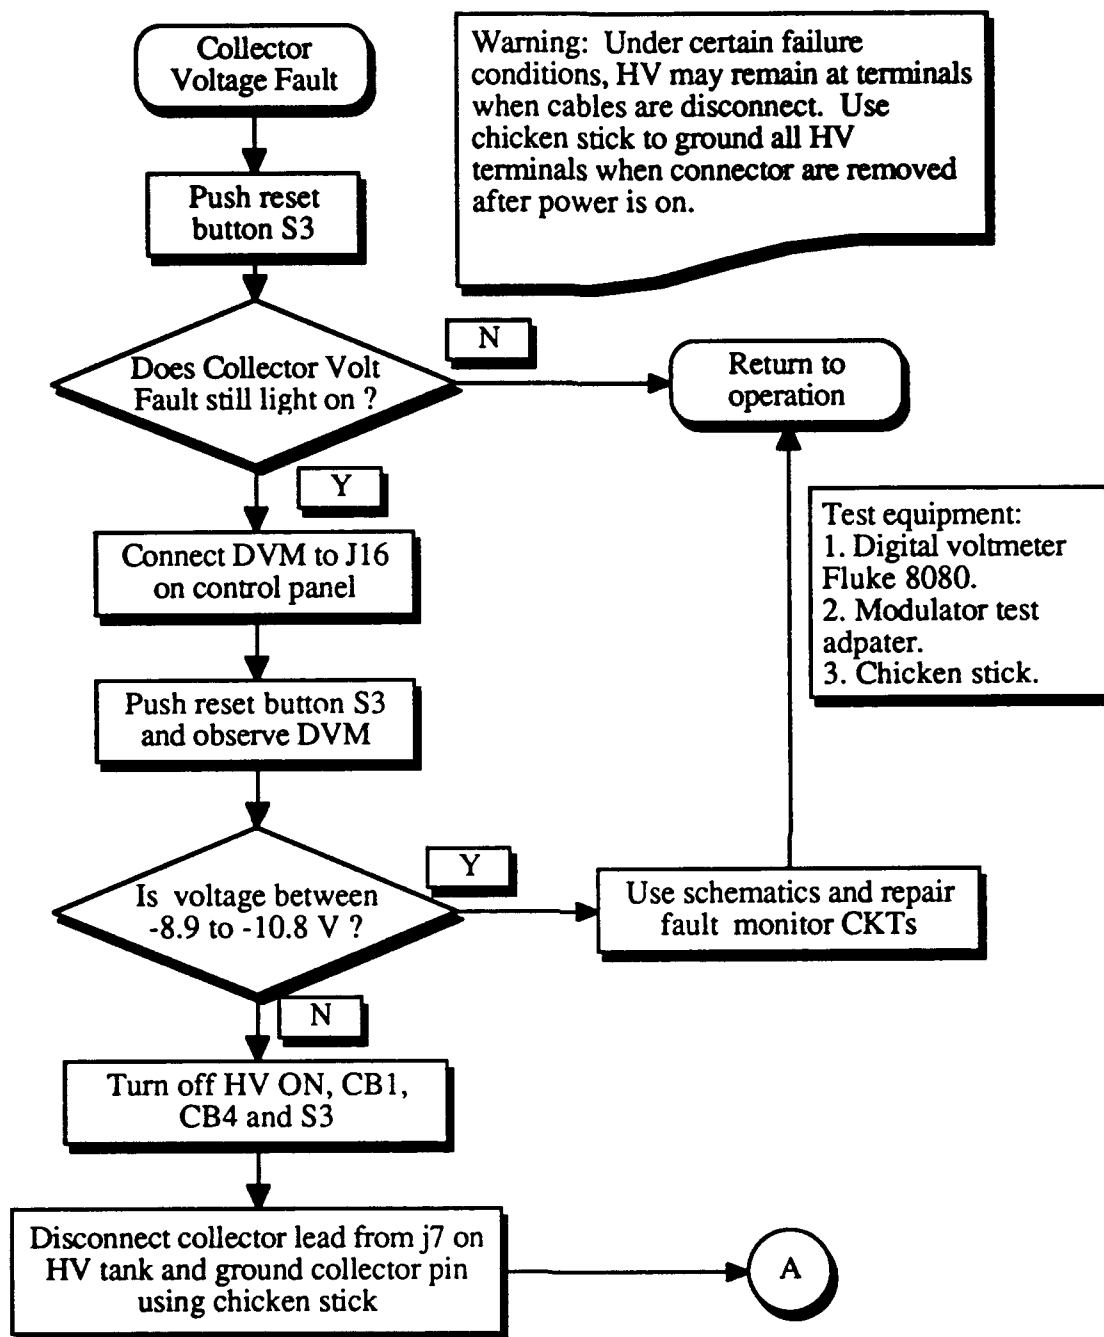 Collector
Voltage Fault
Warning: Under certain failure
conditions, HV may remain at terminals
when cables are disconnect. Use
chicken stick to ground all HV
terminals when connector are removed
after power is on.
Push reset
button S3
N
Does Collector Volt
Fault still light on ?
Return to
operation
Y
Test equipment:
1. Digital voltmeter
Fluke 8080.
2. Modulator test
adpater.
3. Chicken stick.
Connect DVM to J16
on control panel
Push reset button S3
and observe DVM
Y
Is voltage between
-8.9 to -10.8 V ?
Use schematics and repair
fault monitor CKTs
N
Turn off HV ON, CB1,
CB4 and S3
Disconnect collector lead from j7 on
HV tank and ground collector pin
using chicken stick
A